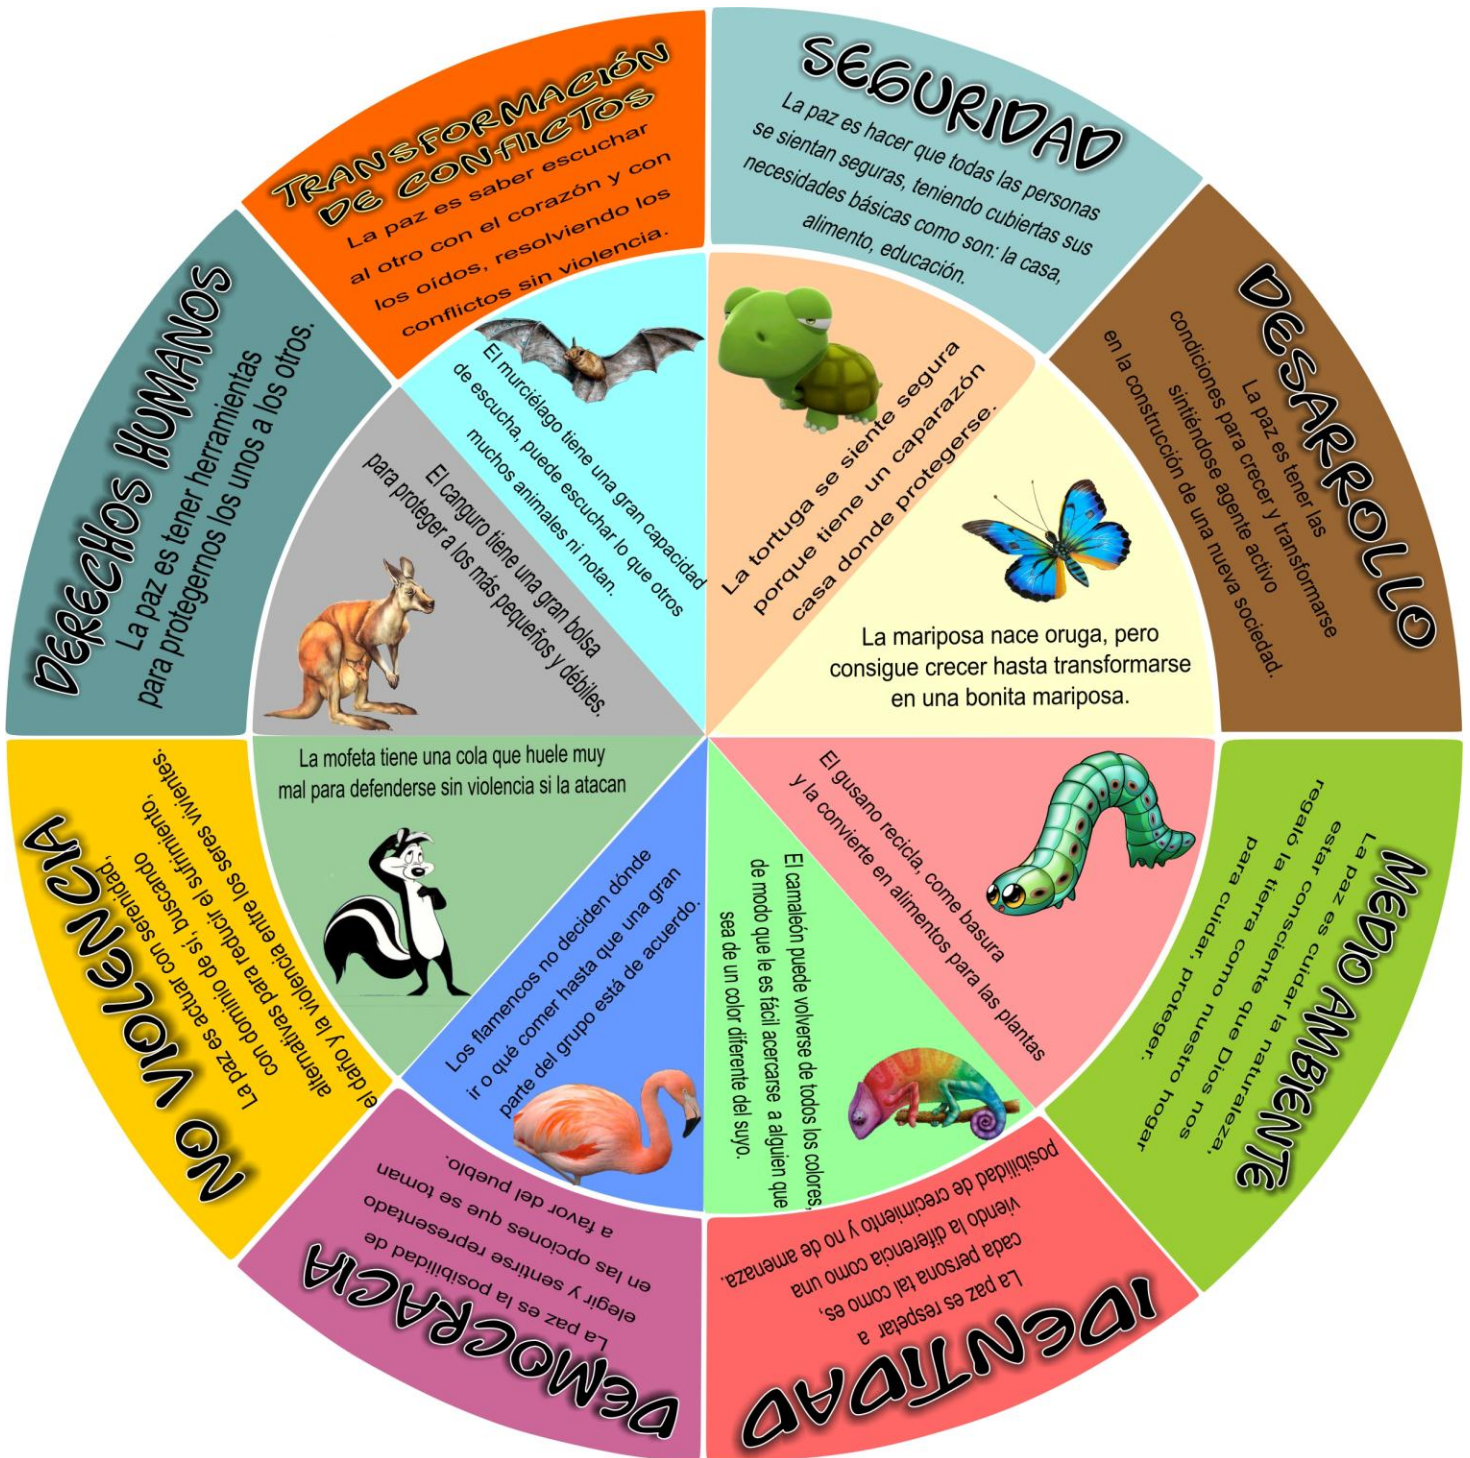 SEGURIDAD
La paz es hacer que todas las personas
se sientan seguras, teniendo cubiertas sus
necesidades básicas como son: la casa,
alimento, educación.
La tortuga se siente segura
porque tiene un caparazón
casa donde protegerse.
DESARROLLO
La paz es tener las
condiciones para crecer y transformarse
sintiéndose agente activo
en la construcción de una nueva sociedad.
La mariposa nace oruga, pero
consigue crecer hasta transformarse
en una bonita mariposa.
MEDIO AMBIENTE
La paz es cuidar la naturaleza,
estar consciente que Dios nos
regaló la tierra como nuestro hogar
para cuidar, proteger.
El gusano recicla, come basura
y la convierte en alimentos para las plantas
IDENTIDAD
La paz es respetar a
cada persona tal como es,
viendo la diferencia como una
posibilidad de crecimiento y no de amenaza.
El camaleón puede volverse de todos los colores,
de modo que le es fácil acercarse a alguien que
sea de un color diferente del suyo.
DEMOCRACIA
La paz es la posibilidad de
elegir y sentirse representado
en las opciones que se toman
a favor del pueblo.
Los flamencos no deciden dónde
ir o qué comer hasta que una gran
parte del grupo está de acuerdo.
NO VIOLENCIA
La paz es actuar con serenidad,
con dominio de sí, buscando
alternativas para reducir el sufrimiento,
el daño y la violencia entre los seres vivientes.
La mofeta tiene una cola que huele muy
mal para defenderse sin violencia si la atacan
DERECHOS HUMANOS
La paz es tener herramientas
para protegernos los unos a los otros.
El canguro tiene una gran bolsa
para proteger a los más pequeños y débiles.
TRANSFORMACIÓN
DE CONFLICTOS
La paz es saber escuchar
al otro con el corazón y con
los oídos, resolviendo los
conflictos sin violencia.
El murciélago tiene una gran capacidad
de escucha, puede escuchar lo que otros
muchos animales ni notan.